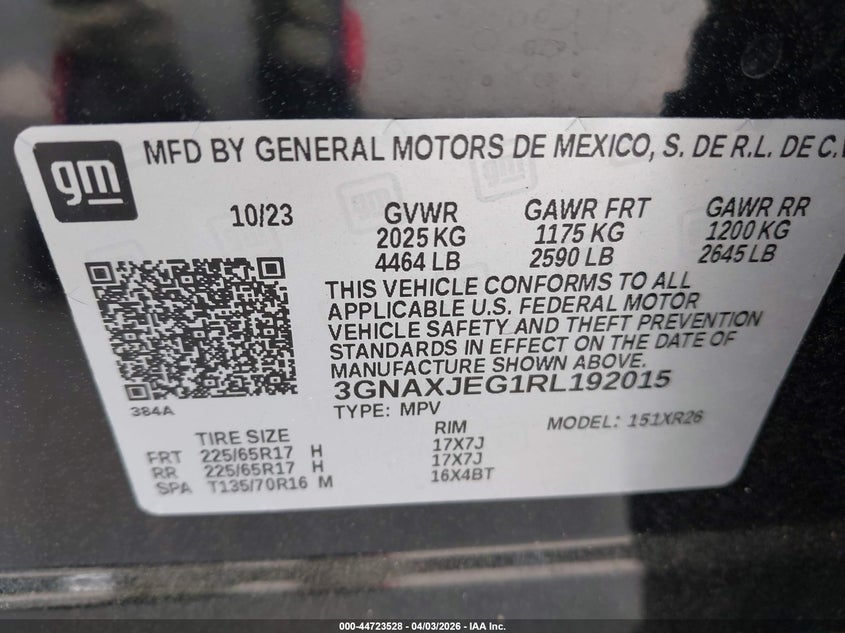 gm
MFD BY GENERAL MOTORS DE MEXICO, S. DE R.L. DE C.V
10/23
GVWR
2025 KG
4464 LB
GAWR FRT
1175 KG
2590 LB
GAWR RR
1200 KG
2645 LB
THIS VEHICLE CONFORMS TO ALL
APPLICABLE U.S. FEDERAL MOTOR
VEHICLE SAFETY AND THEFT PREVENTION
STANDARDS IN EFFECT ON THE DATE OF
MANUFACTURE SHOWN ABOVE.
3GNAXJEG1RL192015
384A
TYPE: MPV
MODEL: 151XR26
TIRE SIZE
RIM
FRT 225/65R17 H 17X7J
RR 225/65R17 H 17X7J
SPA T135/70R16 M 16X4BT
000-44723528 - 04/03/2026 - IAA Inc.